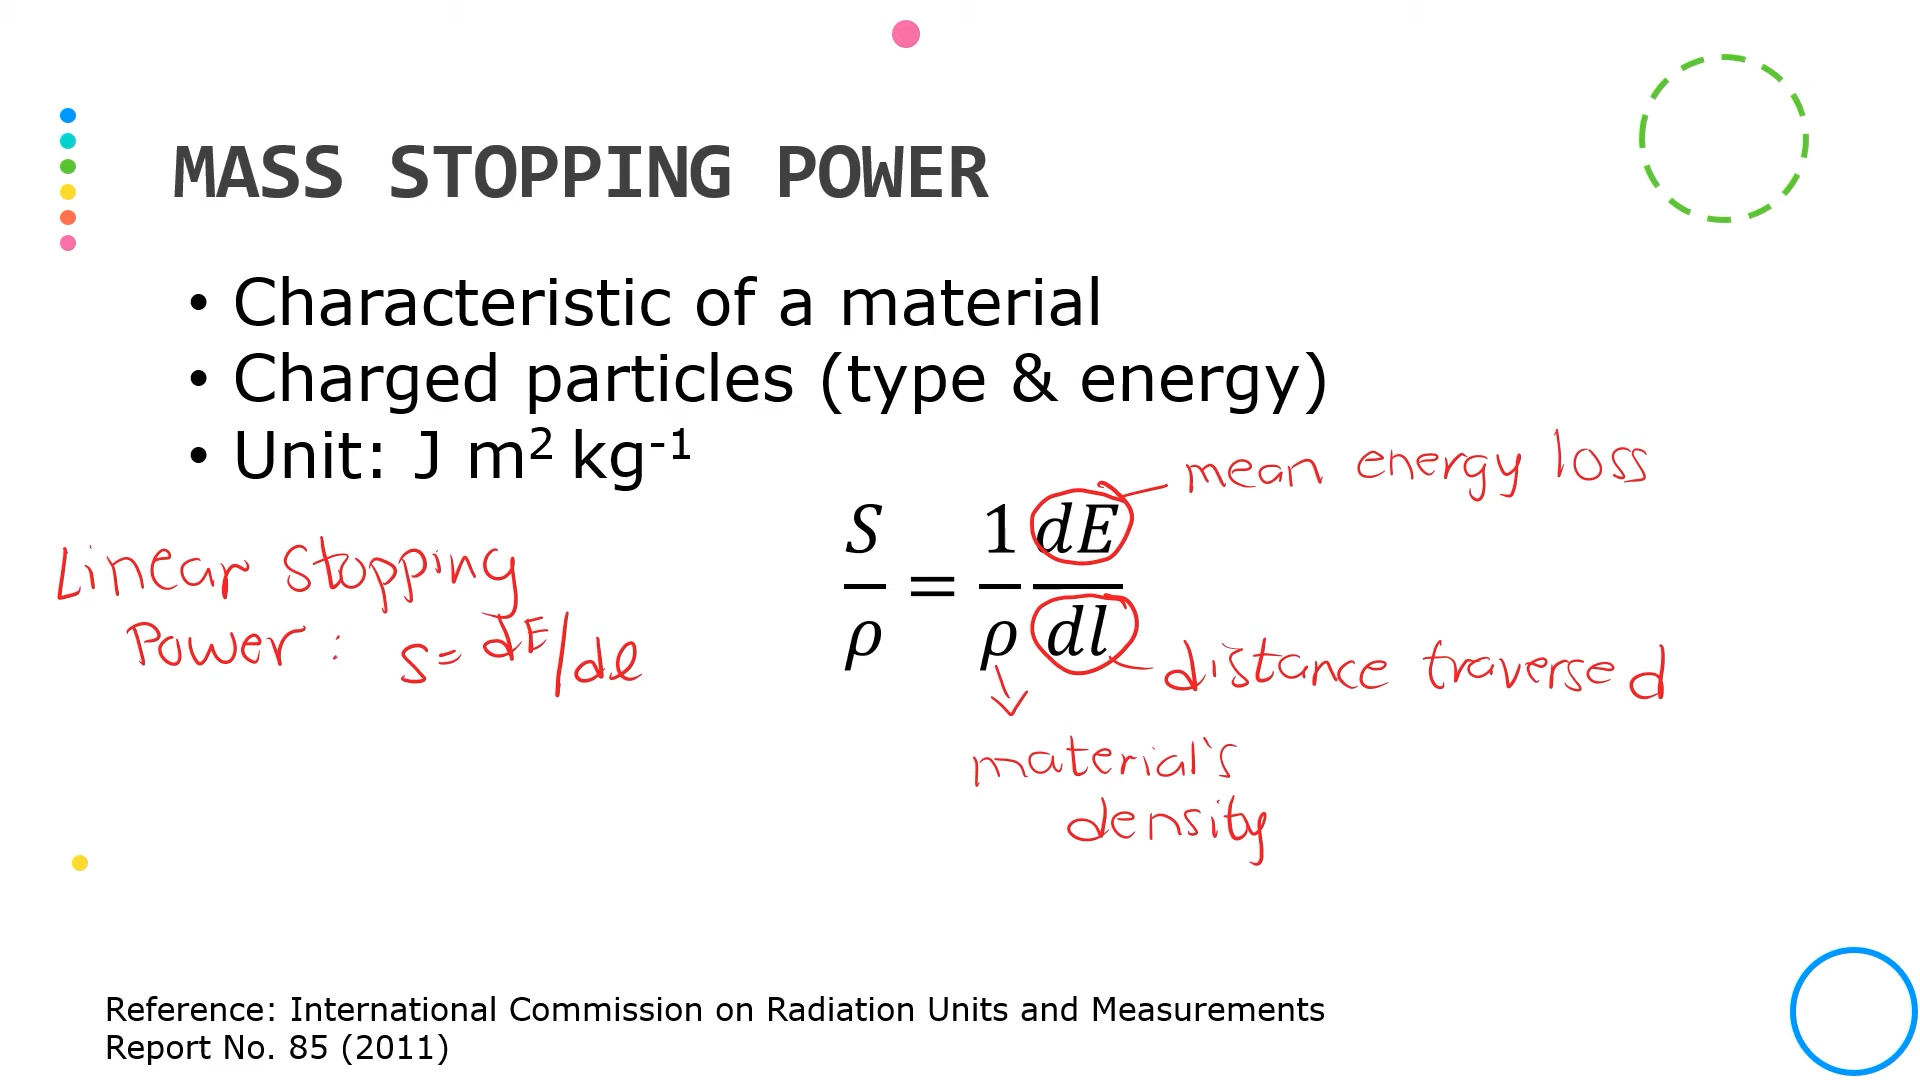 MASS STOPPING POWER
• Characteristic of a material
• Charged particles (type & energy)
• Unit: J m² kg⁻¹
mean energy loss
S/ρ = 1/ρ dE/dl
Linear Stopping
Power: S = dE/dl
distance traversed
material's
density
Reference: International Commission on Radiation Units and Measurements
Report No. 85 (2011)